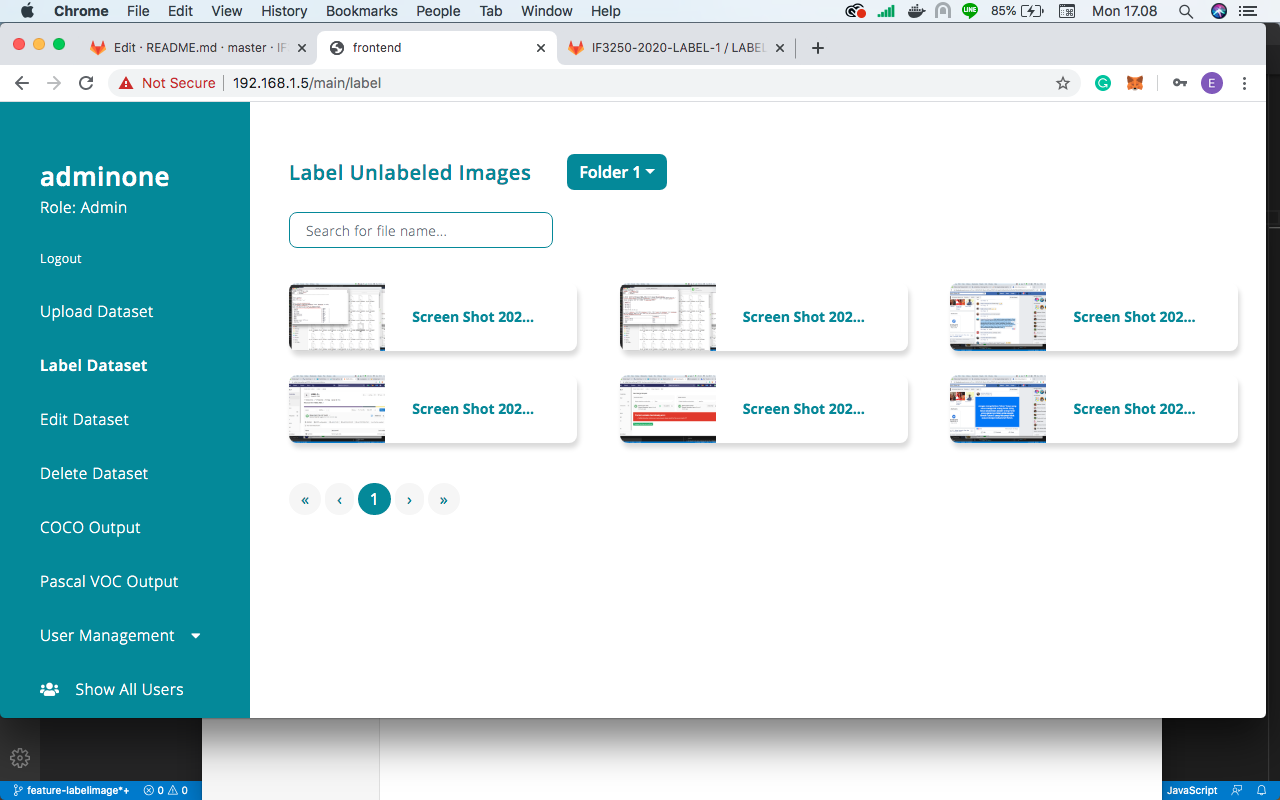 Chrome File Edit View History Bookmarks People Tab Window Help LINE 85% Mon 17.08
Edit · README.md · master · IF
frontend
IF3250-2020-LABEL-1 / LABEL
Not Secure 192.168.1.5/main/label E
adminone
Role: Admin
Logout
Upload Dataset
Label Dataset
Edit Dataset
Delete Dataset
COCO Output
Pascal VOC Output
User Management
Show All Users
Label Unlabeled Images Folder 1
Search for file name...
Screen Shot 202... Screen Shot 202... Screen Shot 202...
Screen Shot 202... Screen Shot 202... Screen Shot 202...
« ‹ 1 › »
feature-labelimage*+ 0 0 JavaScript